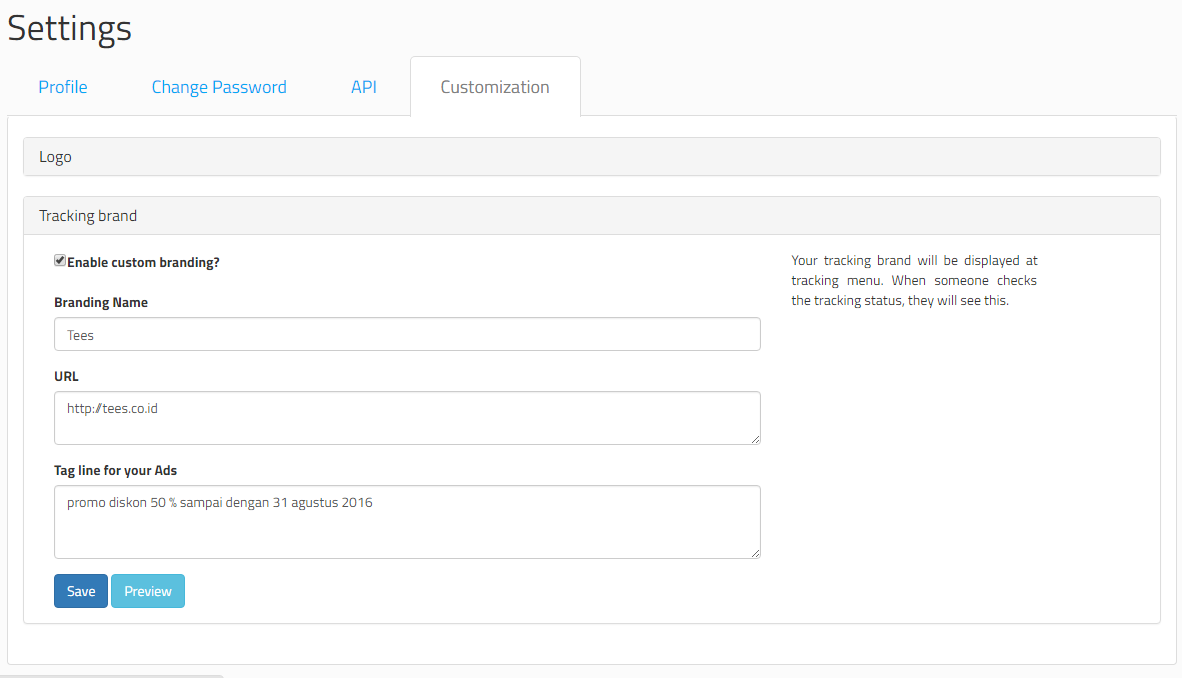 Settings
Profile
Change Password
API
Customization
Logo
Tracking brand
Enable custom branding?
Your tracking brand will be displayed at
tracking menu. When someone checks
the tracking status, they will see this.
Branding Name
Tees
URL
http://tees.co.id
Tag line for your Ads
promo diskon 50 % sampai dengan 31 agustus 2016
Save
Preview